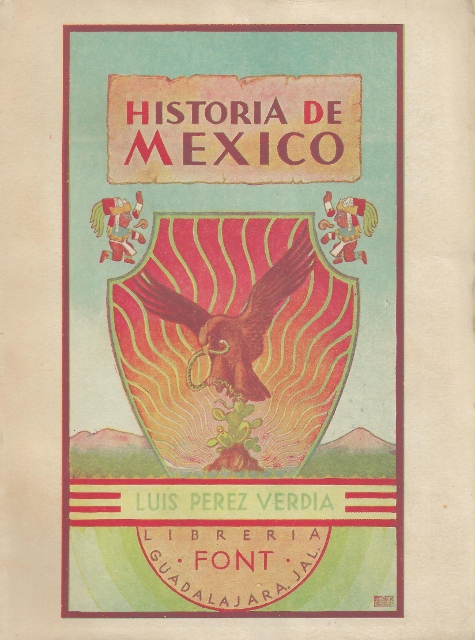 HISTORIA DE
MEXICO
LUIS PEREZ VERDIA
LIBRERIA
· FONT ·
GUADALAJARA, JAL.